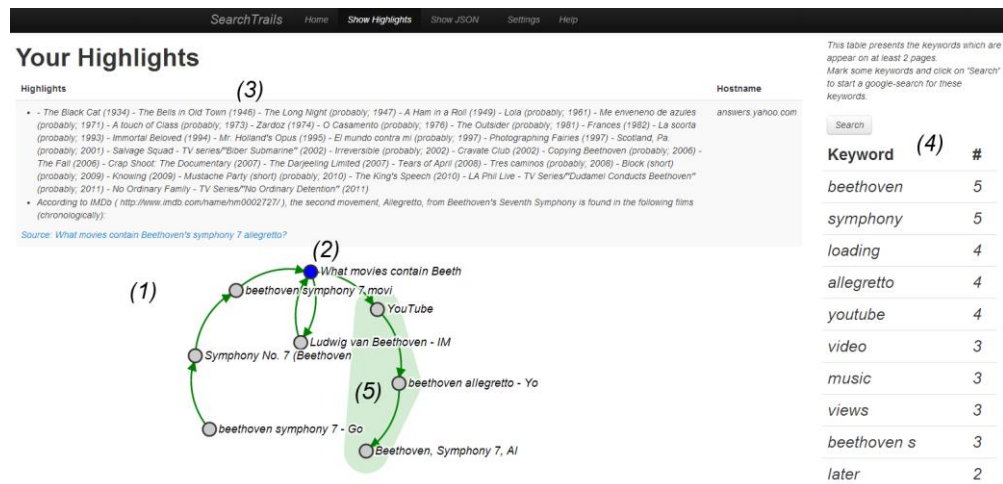 SearchTrails Home Show Highlights Show JSON Settings Help
Your Highlights
Highlights
Hostname
(3)
- The Black Cat (1934) - The Bells in Old Town (1946) - The Long Night (probably; 1947) - A Ham in a Roll (1949) - Lola (probably; 1961) - Me enveneno de azules
(probably; 1971) - A touch of Class (probably; 1973) - Zardoz (1974) - O Casamento (probably; 1976) - The Outsider (probably; 1981) - Frances (1982) - La scorta
(probably; 1993) - Immortal Beloved (1994) - Mr. Holland's Opus (1995) - El mundo contra mi (probably; 1997) - Photographing Fairies (1997) - Scotland, Pa.
(probably; 2001) - Salvage Squad - TV series/"Biber Submarine" (2002) - Irreversible (probably; 2002) - Cravate Club (2002) - Copying Beethoven (probably; 2006) -
The Fall (2006) - Crap Shoot: The Documentary (2007) - The Darjeeling Limited (2007) - Tears of April (2008) - Tres caminos (probably; 2008) - Block (short)
(probably; 2009) - Knowing (2009) - Mustache Party (short) (probably; 2010) - The King's Speech (2010) - LA Phil Live - TV Series/"Dudamel Conducts Beethoven"
(probably; 2011) - No Ordinary Family - TV Series/"No Ordinary Detention" (2011)
answers.yahoo.com
According to IMDb ( http://www.imdb.com/name/nm0002727/ ), the second movement, Allegretto, from Beethoven's Seventh Symphony is found in the following films
(chronologically):
Source: What movies contain Beethoven's symphony 7 allegretto?
(1)
(2)
What movies contain Beeth
beethoven symphony 7 movi
YouTube
Ludwig van Beethoven - IM
Symphony No. 7 (Beethoven
beethoven allegretto - Yo
(5)
beethoven symphony 7 - Go
Beethoven, Symphony 7, Al
This table presents the keywords which are
appear on at least 2 pages.
Mark some keywords and click on "Search"
to start a google-search for these
keywords.
Search
(4)
Keyword #
beethoven 5
symphony 5
loading 4
allegretto 4
youtube 4
video 3
music 3
views 3
beethoven s 3
later 2